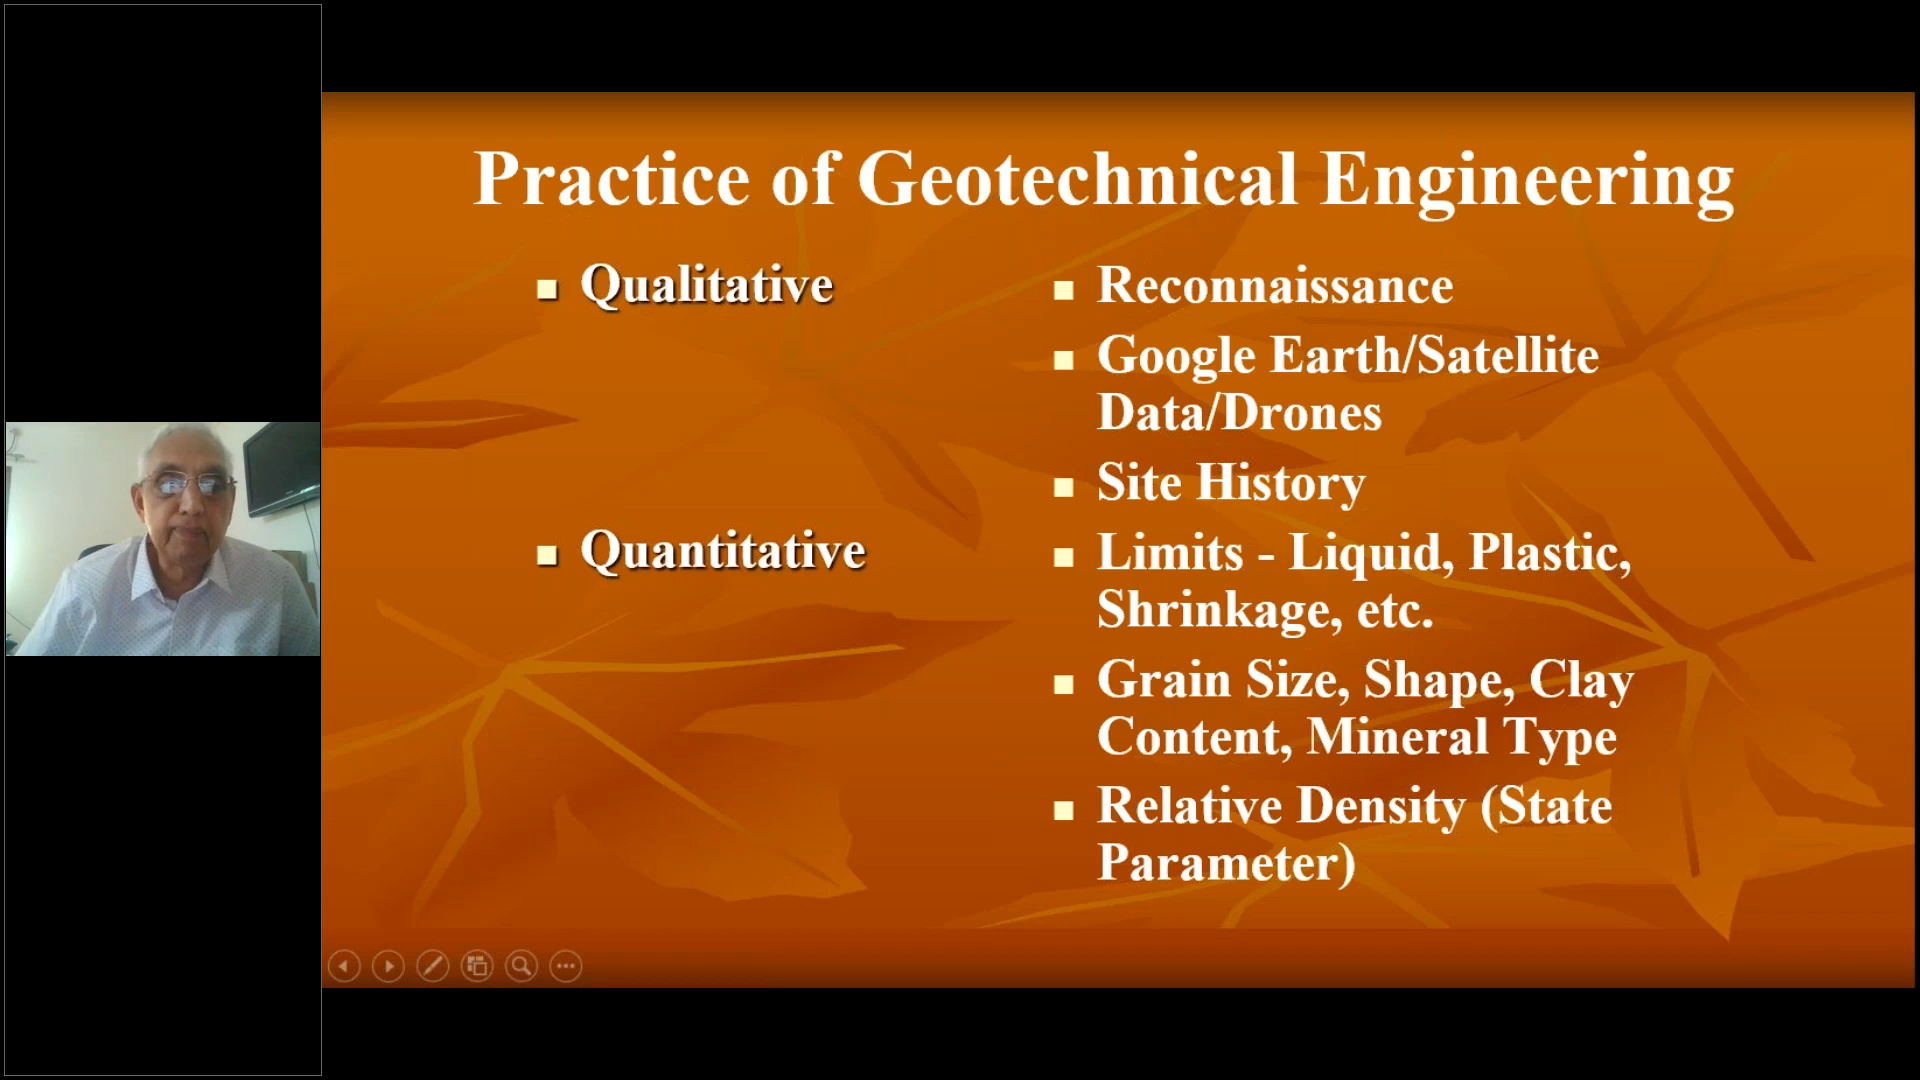 Practice of Geotechnical Engineering
Qualitative
Reconnaissance
Google Earth/Satellite
Data/Drones
Site History
Quantitative
Limits - Liquid, Plastic,
Shrinkage, etc.
Grain Size, Shape, Clay
Content, Mineral Type
Relative Density (State
Parameter)